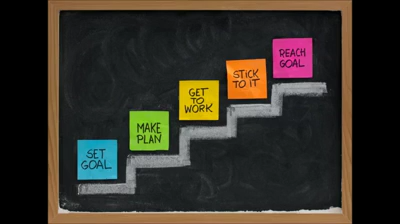 SET
GOAL
MAKE
PLAN
GET
TO
WORK
STICK
TO IT
REACH
GOAL